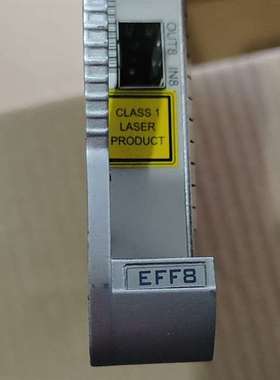 OUT8 IN8
CLASS 1
LASER
PRODUCT
EFF8